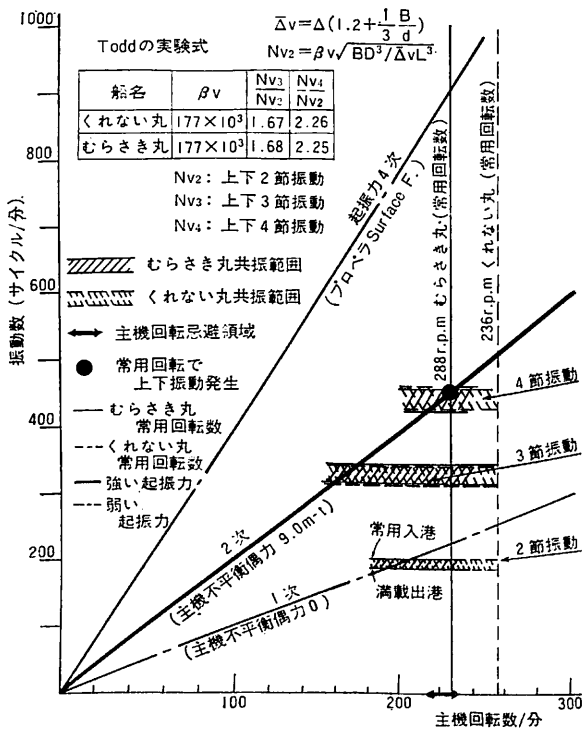 1000
800
600
400
200
振動数 (サイクル/分)
Δ̄v=Δ(1.2+1/3 B/d)
Nv2=βv√BD³/Δ̄vL³
Toddの実験式
船名 βv Nv3/Nv2 Nv4/Nv2
くれない丸 177×10³ 1.67 2.26
むらさき丸 177×10³ 1.68 2.25
Nv2: 上下2節振動
Nv3: 上下3節振動
Nv4: 上下4節振動
むらさき丸共振範囲
くれない丸共振範囲
主機回転忌避領域
常用回転で
上下振動発生
むらさき丸
常用回転数
くれない丸
常用回転数
強い起振力
弱い
起振力
起振力4次
(プロペラ Surface F.)
288r.p.m むらさき丸(常用回転数)
236r.p.m くれない丸(常用回転数)
4節振動
3節振動
2節振動
2次
(主機不平衡偶力 9.0m-t)
1次
(主機不平衡偶力0)
常用入港
満載出港
100
200
300
主機回転数/分